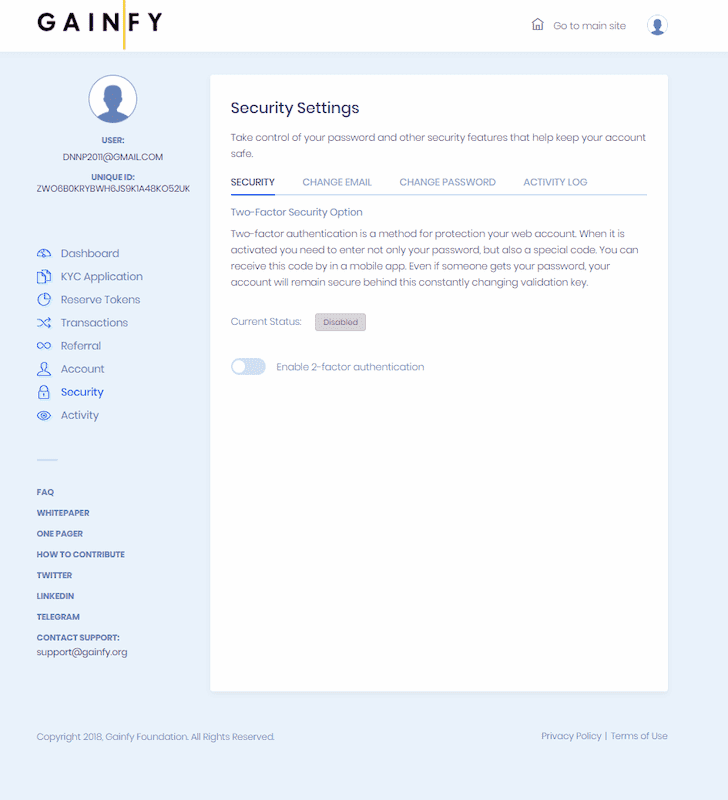 GAINFY
Go to main site
USER:
DNNP2011@GMAIL.COM
UNIQUE ID:
ZWO6B0KRYBWH6JS9K1A48KO52UK
Dashboard
KYC Application
Reserve Tokens
Transactions
Referral
Account
Security
Activity
FAQ
WHITEPAPER
ONE PAGER
HOW TO CONTRIBUTE
TWITTER
LINKEDIN
TELEGRAM
CONTACT SUPPORT:
support@gainfy.org
Security Settings
Take control of your password and other security features that help keep your account
safe.
SECURITY CHANGE EMAIL CHANGE PASSWORD ACTIVITY LOG
Two-Factor Security Option
Two-factor authentication is a method for protection your web account. When it is
activated you need to enter not only your password, but also a special code. You can
receive this code by in a mobile app. Even if someone gets your password, your
account will remain secure behind this constantly changing validation key.
Current Status: Disabled
Enable 2-factor authentication
Copyright 2018, Gainfy Foundation. All Rights Reserved.
Privacy Policy | Terms of Use